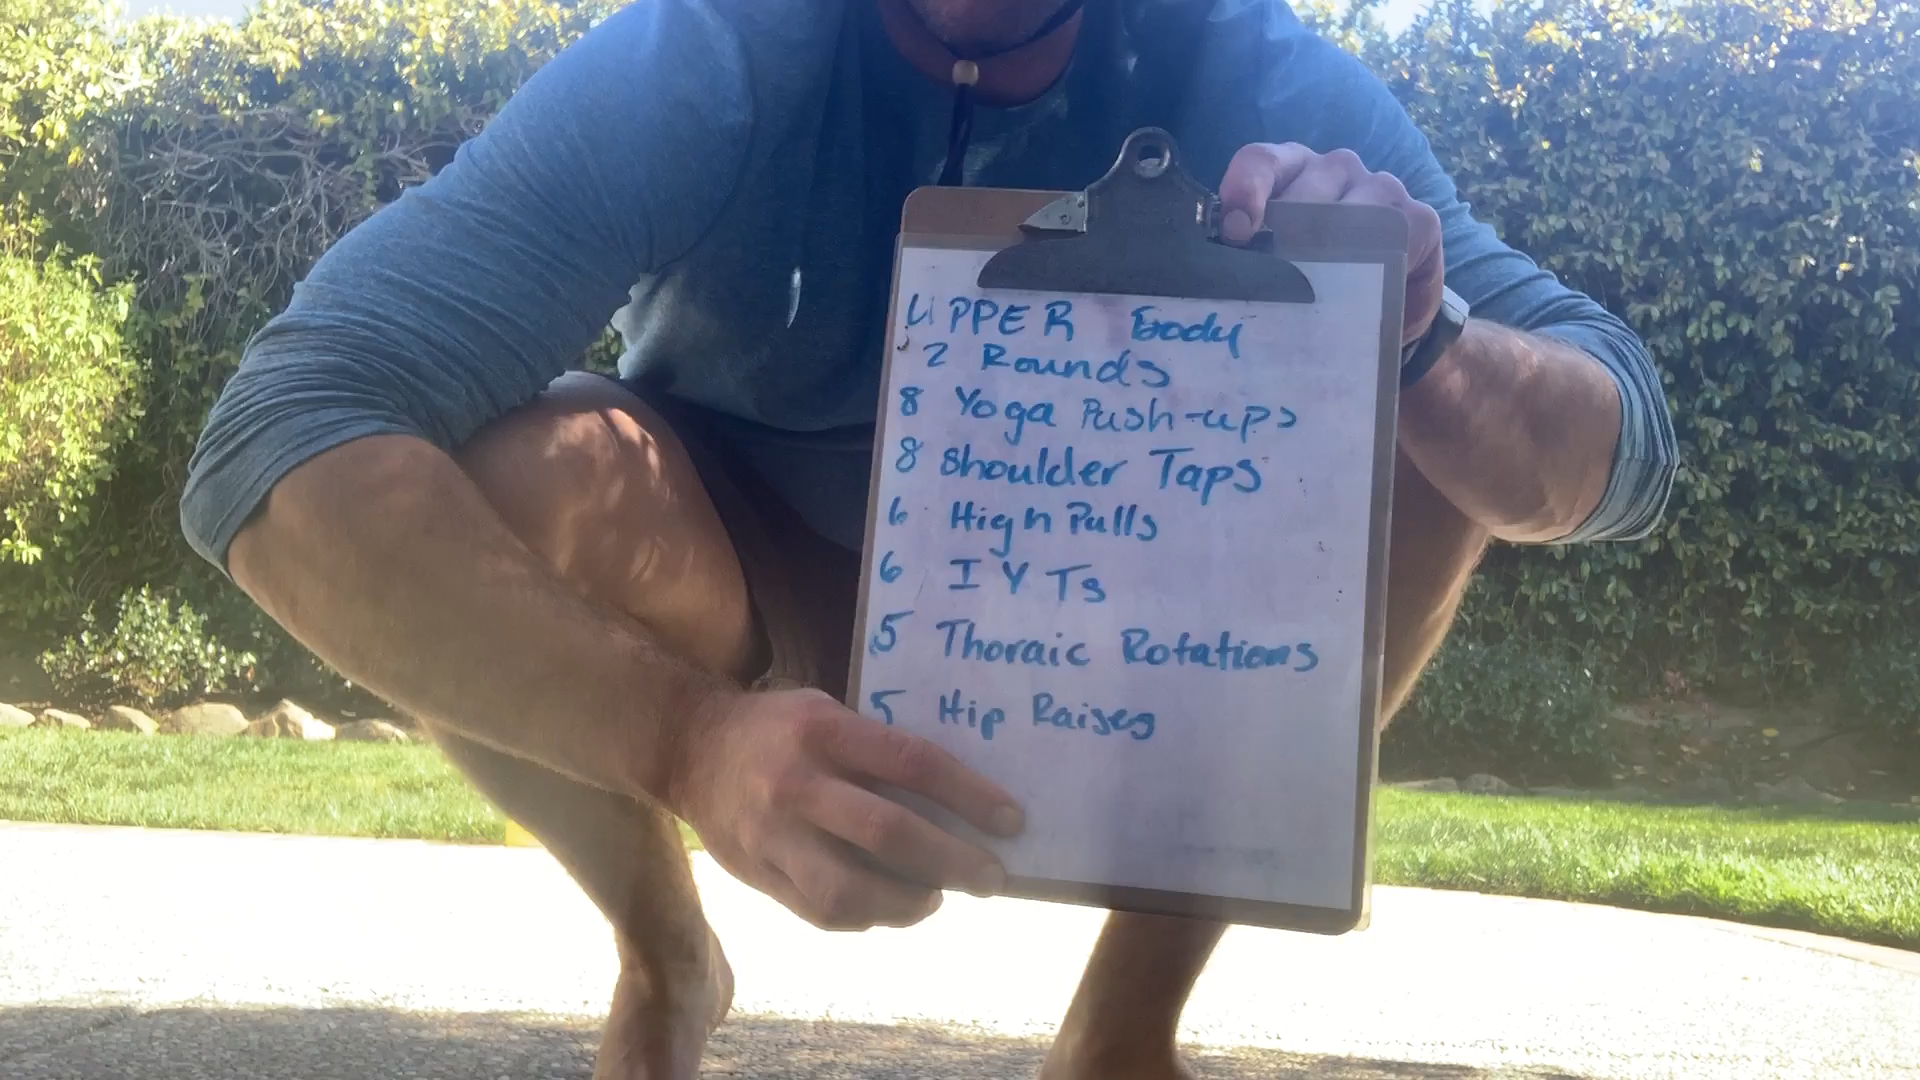 UPPER Body
2 Rounds
8 Yoga Push-ups
8 Shoulder Taps
6 High Pulls
6 I Y Ts
5 Thoraic Rotations
5 Hip Raises